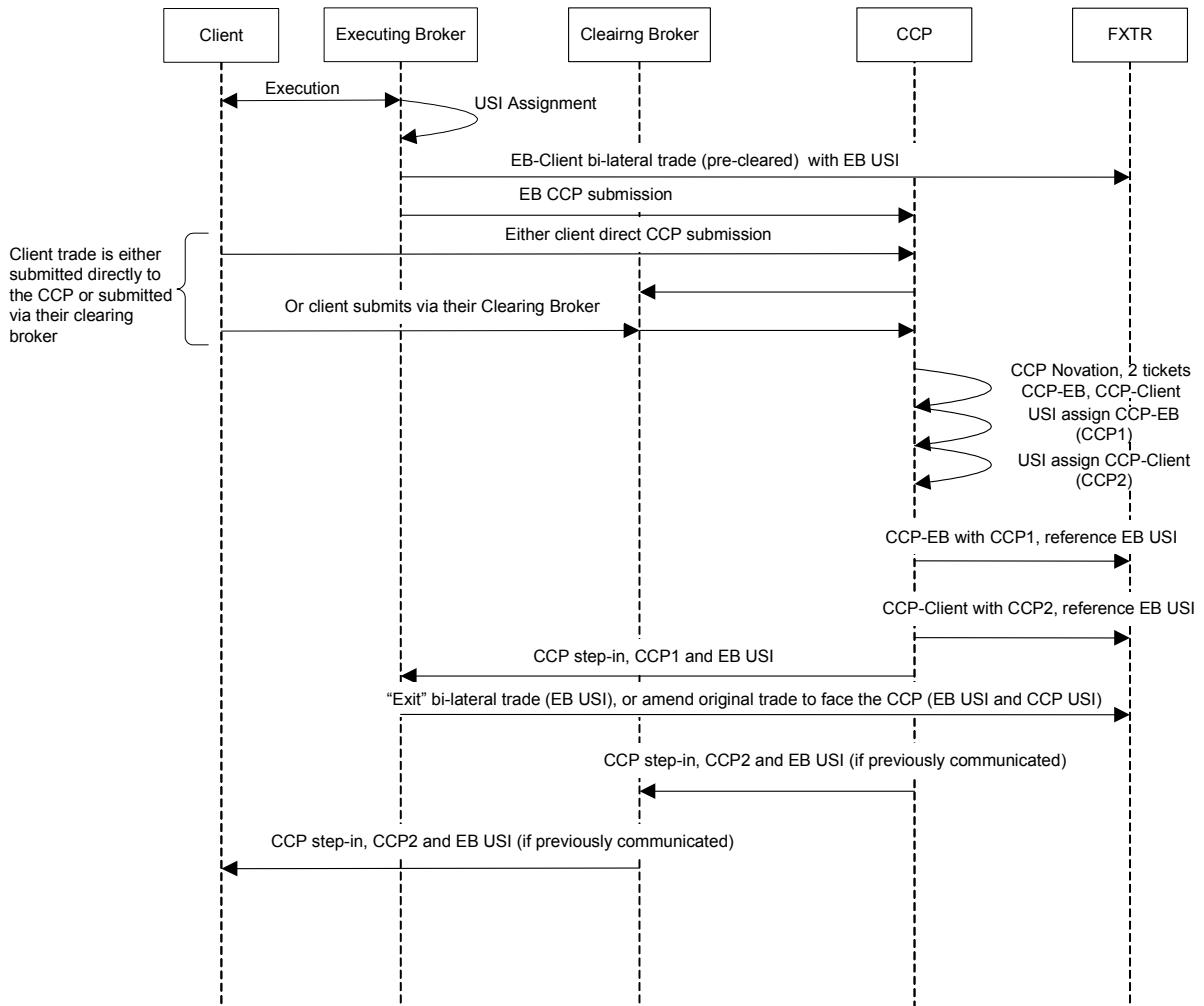 Client
Executing Broker
Cleairng Broker
CCP
FXTR
Execution
USI Assignment
EB-Client bi-lateral trade (pre-cleared) with EB USI
EB CCP submission
Either client direct CCP submission
Client trade is either
submitted directly to
the CCP or submitted
via their clearing
broker
Or client submits via their Clearing Broker
CCP Novation, 2 tickets
CCP-EB, CCP-Client
USI assign CCP-EB
(CCP1)
USI assign CCP-Client
(CCP2)
CCP-EB with CCP1, reference EB USI
CCP-Client with CCP2, reference EB USI
CCP step-in, CCP1 and EB USI
“Exit” bi-lateral trade (EB USI), or amend original trade to face the CCP (EB USI and CCP USI)
CCP step-in, CCP2 and EB USI (if previously communicated)
CCP step-in, CCP2 and EB USI (if previously communicated)